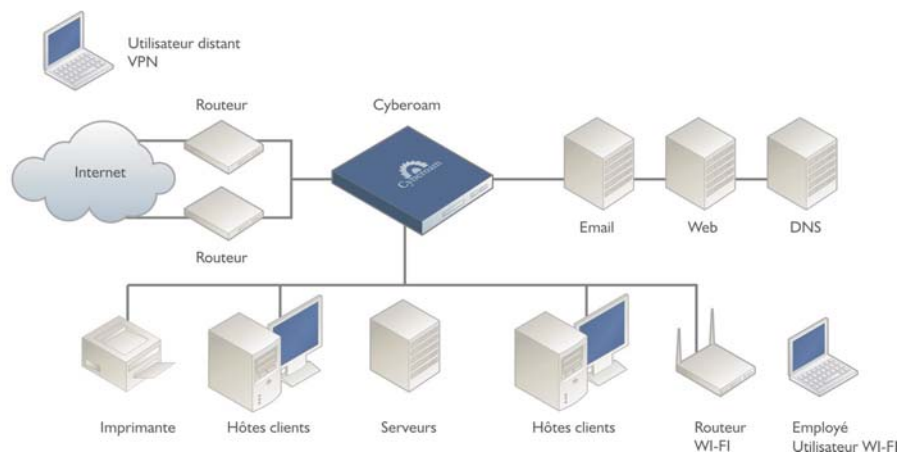 Utilisateur distant
VPN
Routeur
Cyberoam
Internet
Cyberoam
Routeur
Email
Web
DNS
Imprimante
Hôtes clients
Serveurs
Hôtes clients
Routeur
WI-FI
Employé
Utilisateur WI-FI